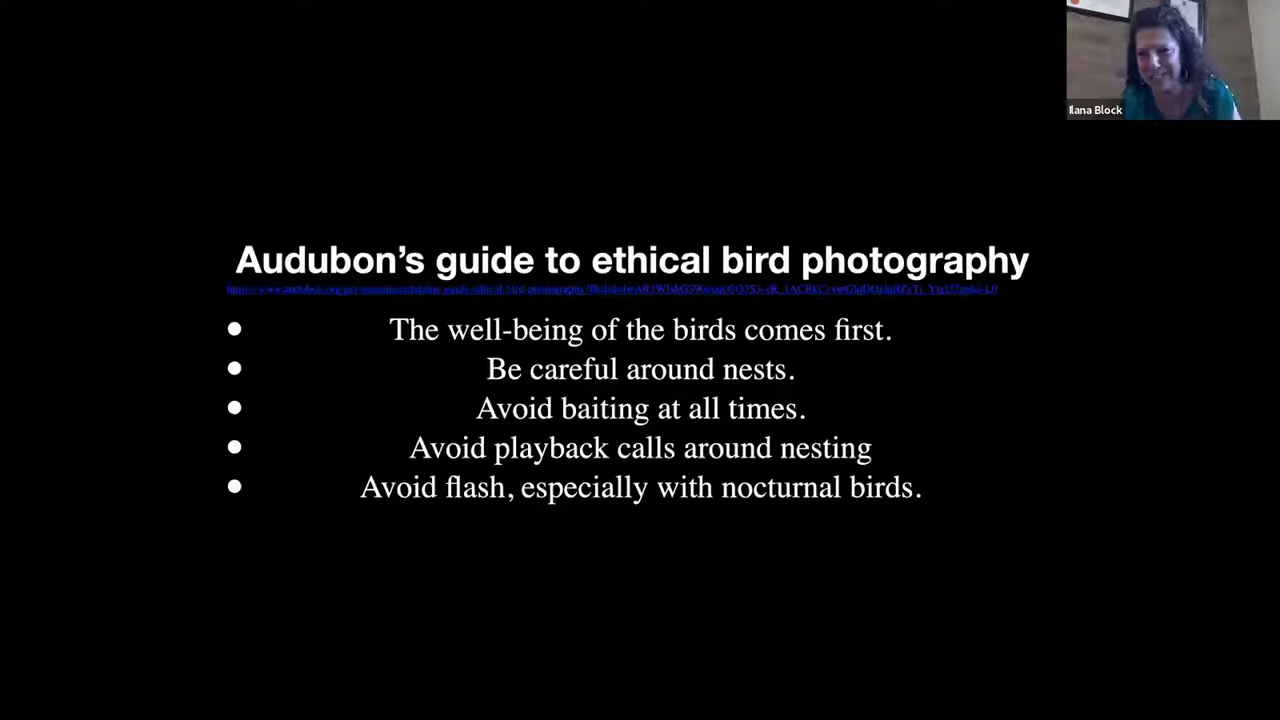 Ilana Block
Audubon’s guide to ethical bird photography
● The well-being of the birds comes first.
● Be careful around nests.
● Avoid baiting at all times.
● Avoid playback calls around nesting
● Avoid flash, especially with nocturnal birds.